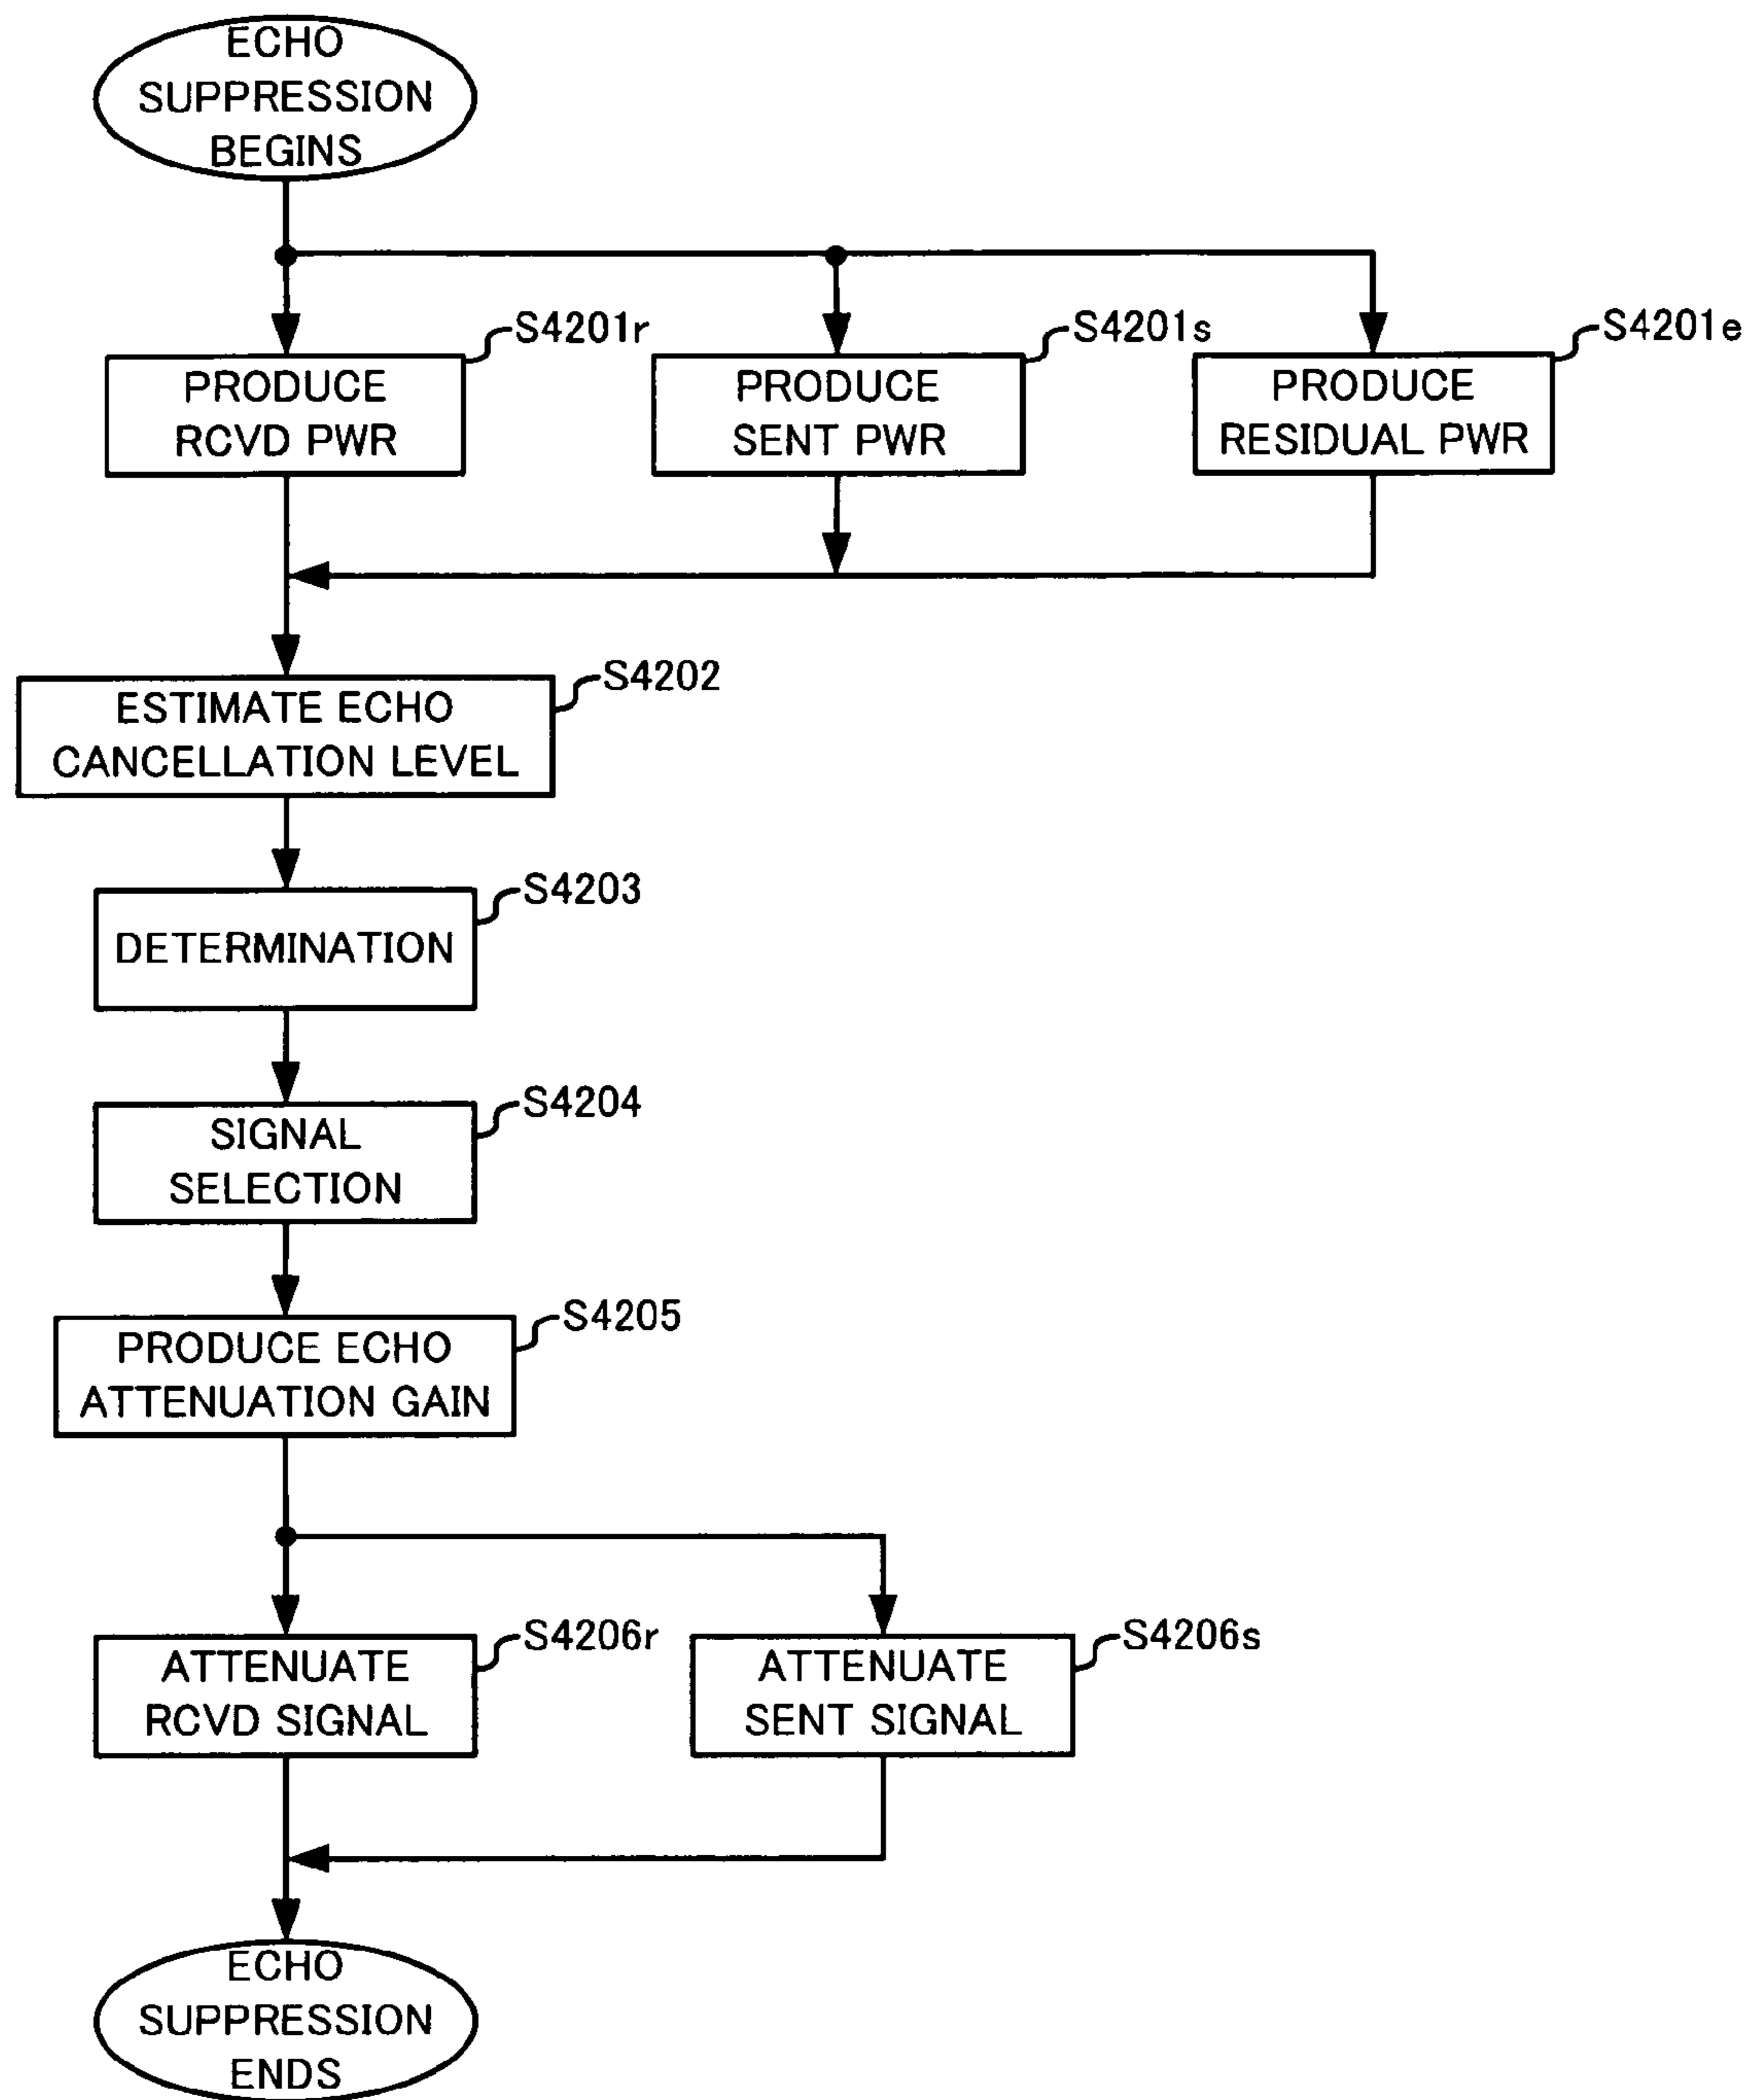 ECHO
SUPPRESSION
BEGINS
S4201r
S4201s
S4201e
PRODUCE
RCVD PWR
PRODUCE
SENT PWR
PRODUCE
RESIDUAL PWR
S4202
ESTIMATE ECHO
CANCELLATION LEVEL
S4203
DETERMINATION
S4204
SIGNAL
SELECTION
S4205
PRODUCE ECHO
ATTENUATION GAIN
S4206r
S4206s
ATTENUATE
RCVD SIGNAL
ATTENUATE
SENT SIGNAL
ECHO
SUPPRESSION
ENDS